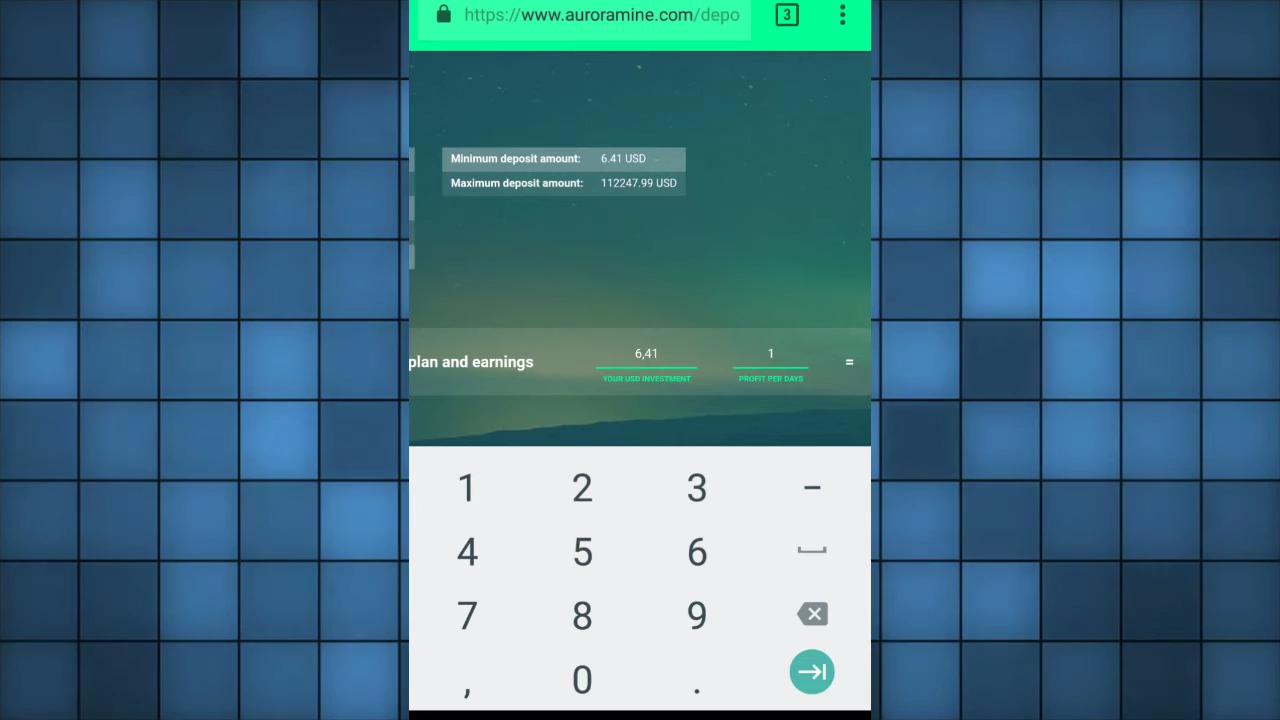 https://www.auroramine.com/depo
3
Minimum deposit amount: 6.41 USD
Maximum deposit amount: 112247.99 USD
plan and earnings 6,41 1 =
YOUR USD INVESTMENT PROFIT PER DAYS
1 2 3 -
4 5 6
7 8 9
, 0 .